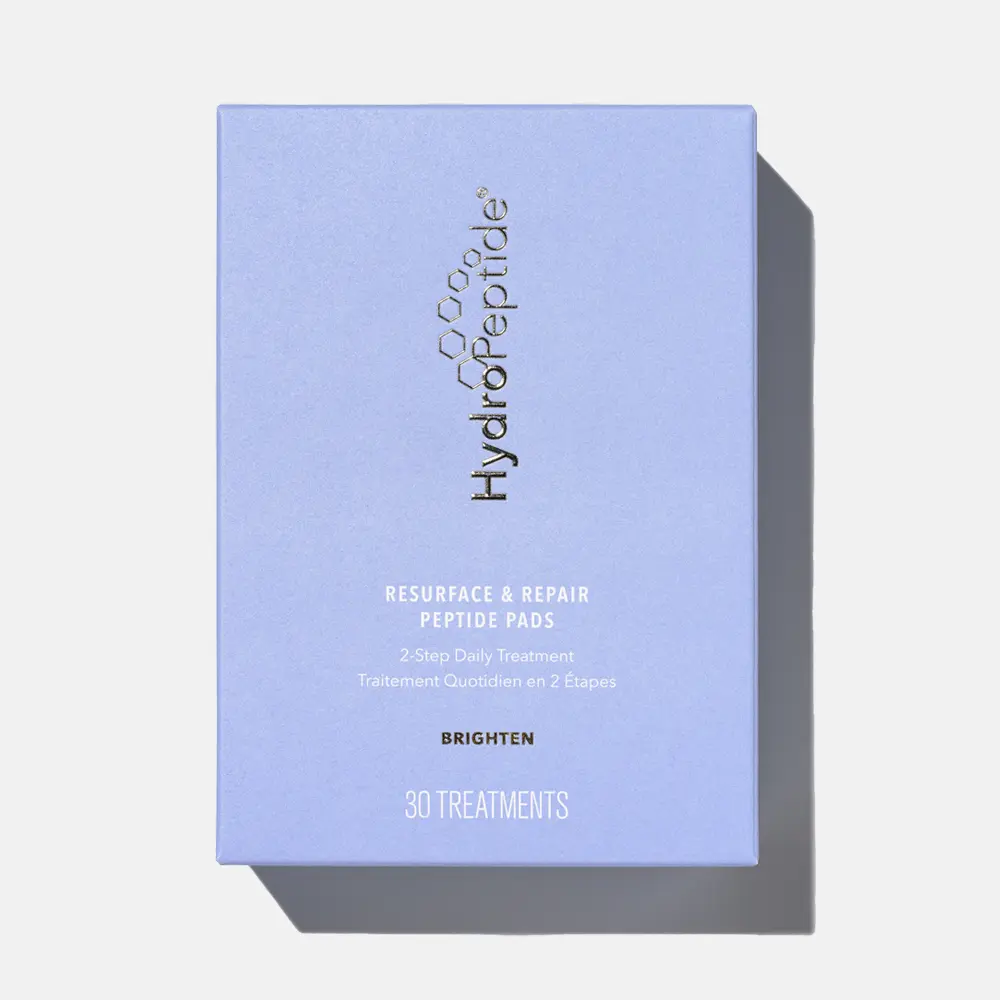 HydroPeptide®
RESURFACE & REPAIR
PEPTIDE PADS
2-Step Daily Treatment
Traitement Quotidien en 2 Étapes
BRIGHTEN
30 TREATMENTS